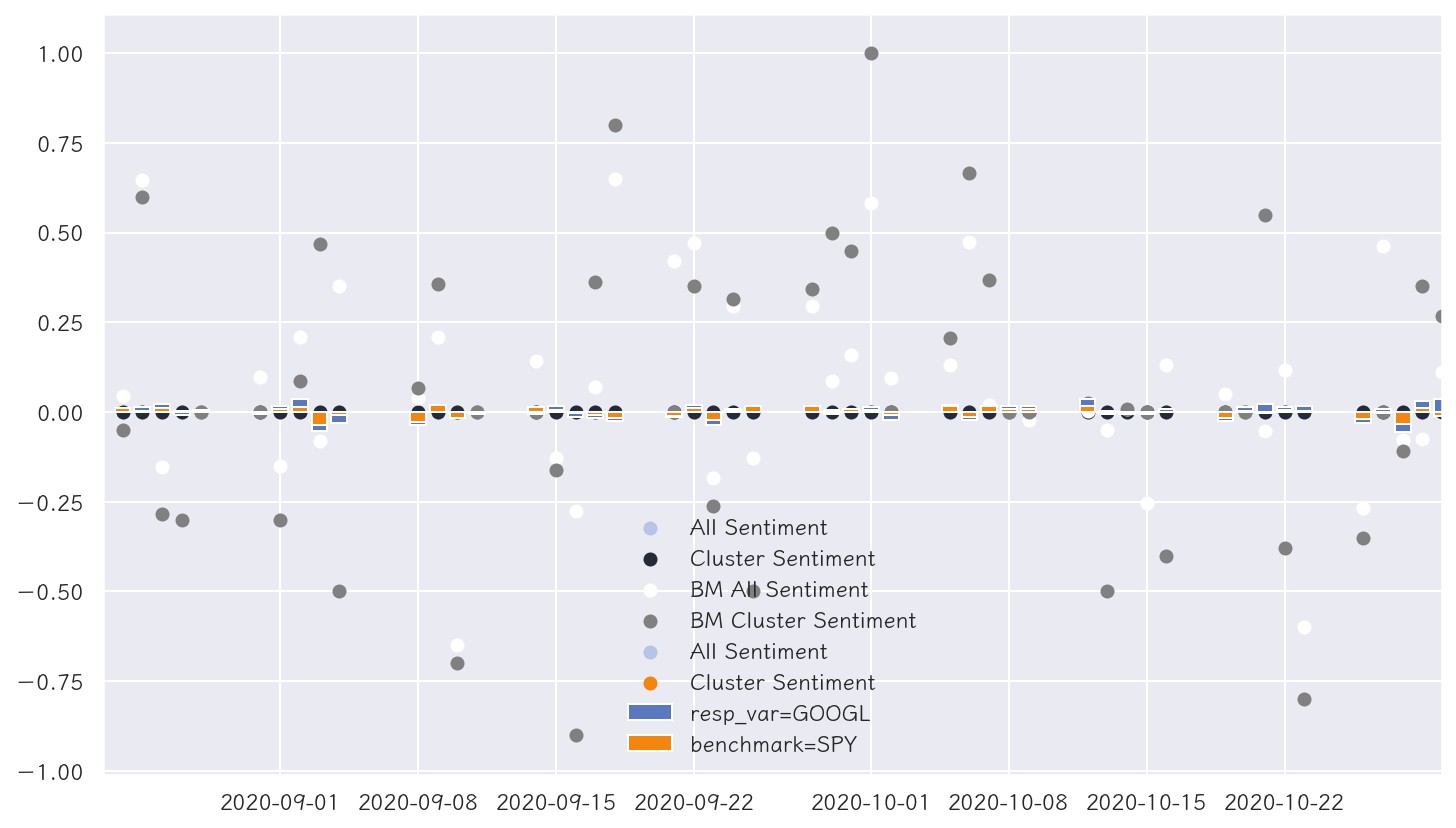 1.00
0.75
0.50
0.25
0.00
−0.25
−0.50
−0.75
−1.00
All Sentiment
Cluster Sentiment
BM All Sentiment
BM Cluster Sentiment
All Sentiment
Cluster Sentiment
resp_var=GOOGL
benchmark=SPY
2020-09-01 2020-09-08 2020-09-15 2020-09-22 2020-10-01 2020-10-08 2020-10-15 2020-10-22